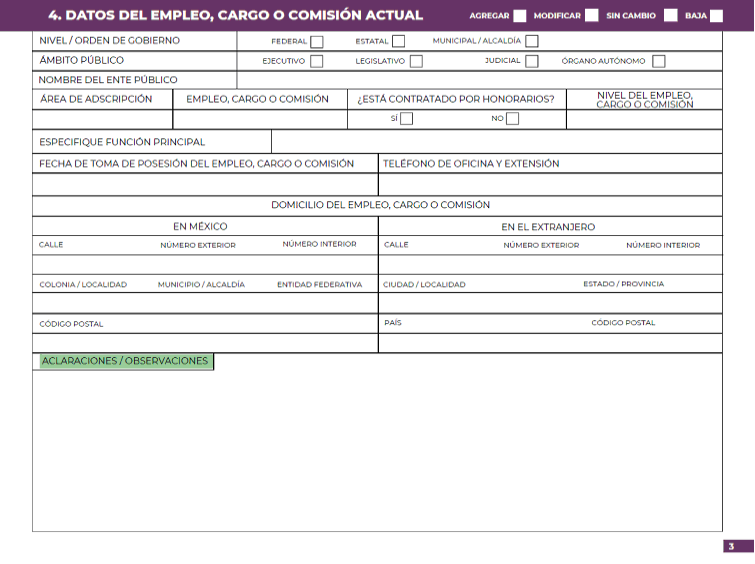 4. DATOS DEL EMPLEO, CARGO O COMISIÓN ACTUAL AGREGAR MODIFICAR SIN CAMBIO BAJA
NIVEL / ORDEN DE GOBIERNO FEDERAL ESTATAL MUNICIPAL / ALCALDÍA
ÁMBITO PÚBLICO EJECUTIVO LEGISLATIVO JUDICIAL ÓRGANO AUTÓNOMO
NOMBRE DEL ENTE PÚBLICO
ÁREA DE ADSCRIPCIÓN EMPLEO, CARGO O COMISIÓN ¿ESTÁ CONTRATADO POR HONORARIOS? NIVEL DEL EMPLEO,
CARGO O COMISIÓN
SÍ NO
ESPECIFIQUE FUNCIÓN PRINCIPAL
FECHA DE TOMA DE POSESIÓN DEL EMPLEO, CARGO O COMISIÓN TELÉFONO DE OFICINA Y EXTENSIÓN
DOMICILIO DEL EMPLEO, CARGO O COMISIÓN
EN MÉXICO EN EL EXTRANJERO
CALLE NÚMERO EXTERIOR NÚMERO INTERIOR CALLE NÚMERO EXTERIOR NÚMERO INTERIOR
COLONIA / LOCALIDAD MUNICIPIO / ALCALDÍA ENTIDAD FEDERATIVA CIUDAD / LOCALIDAD ESTADO / PROVINCIA
CÓDIGO POSTAL PAÍS CÓDIGO POSTAL
ACLARACIONES / OBSERVACIONES
3